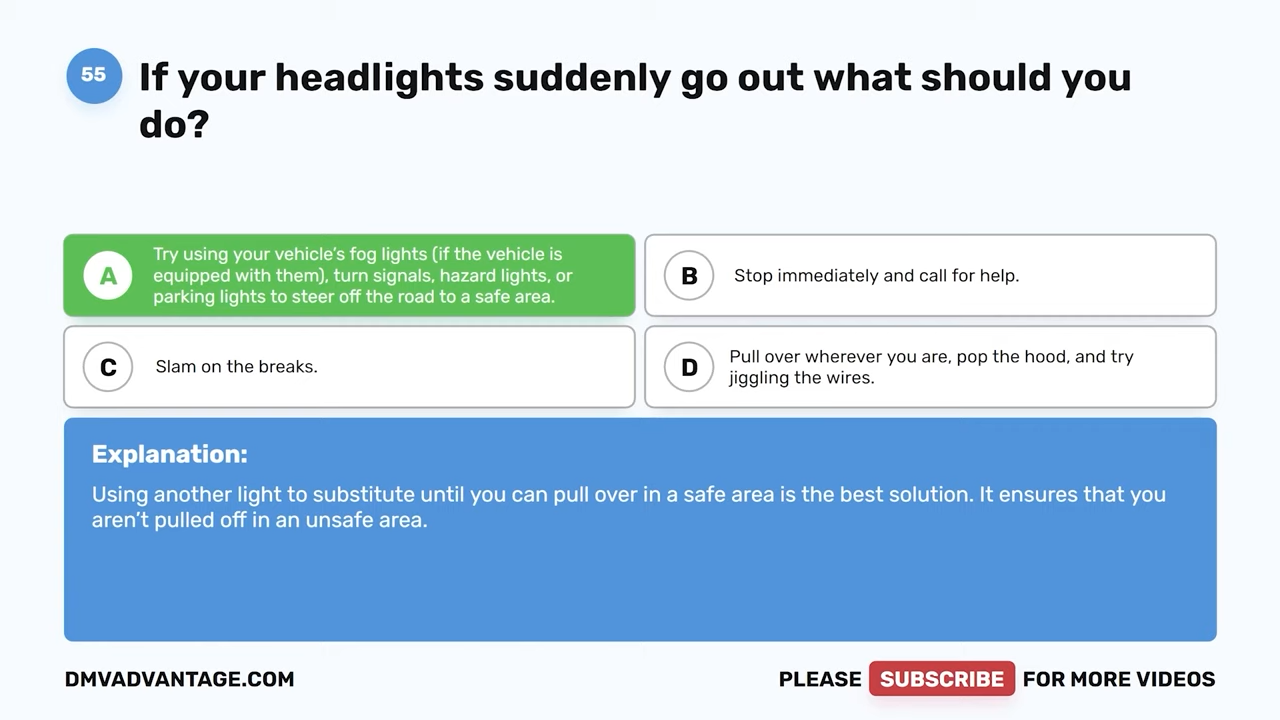 55
If your headlights suddenly go out what should you
do?
A
Try using your vehicle’s fog lights (if the vehicle is
equipped with them), turn signals, hazard lights, or
parking lights to steer off the road to a safe area.
B
Stop immediately and call for help.
C
Slam on the breaks.
D
Pull over wherever you are, pop the hood, and try
jiggling the wires.
Explanation:
Using another light to substitute until you can pull over in a safe area is the best solution. It ensures that you
aren’t pulled off in an unsafe area.
DMVADVANTAGE.COM
PLEASE SUBSCRIBE FOR MORE VIDEOS